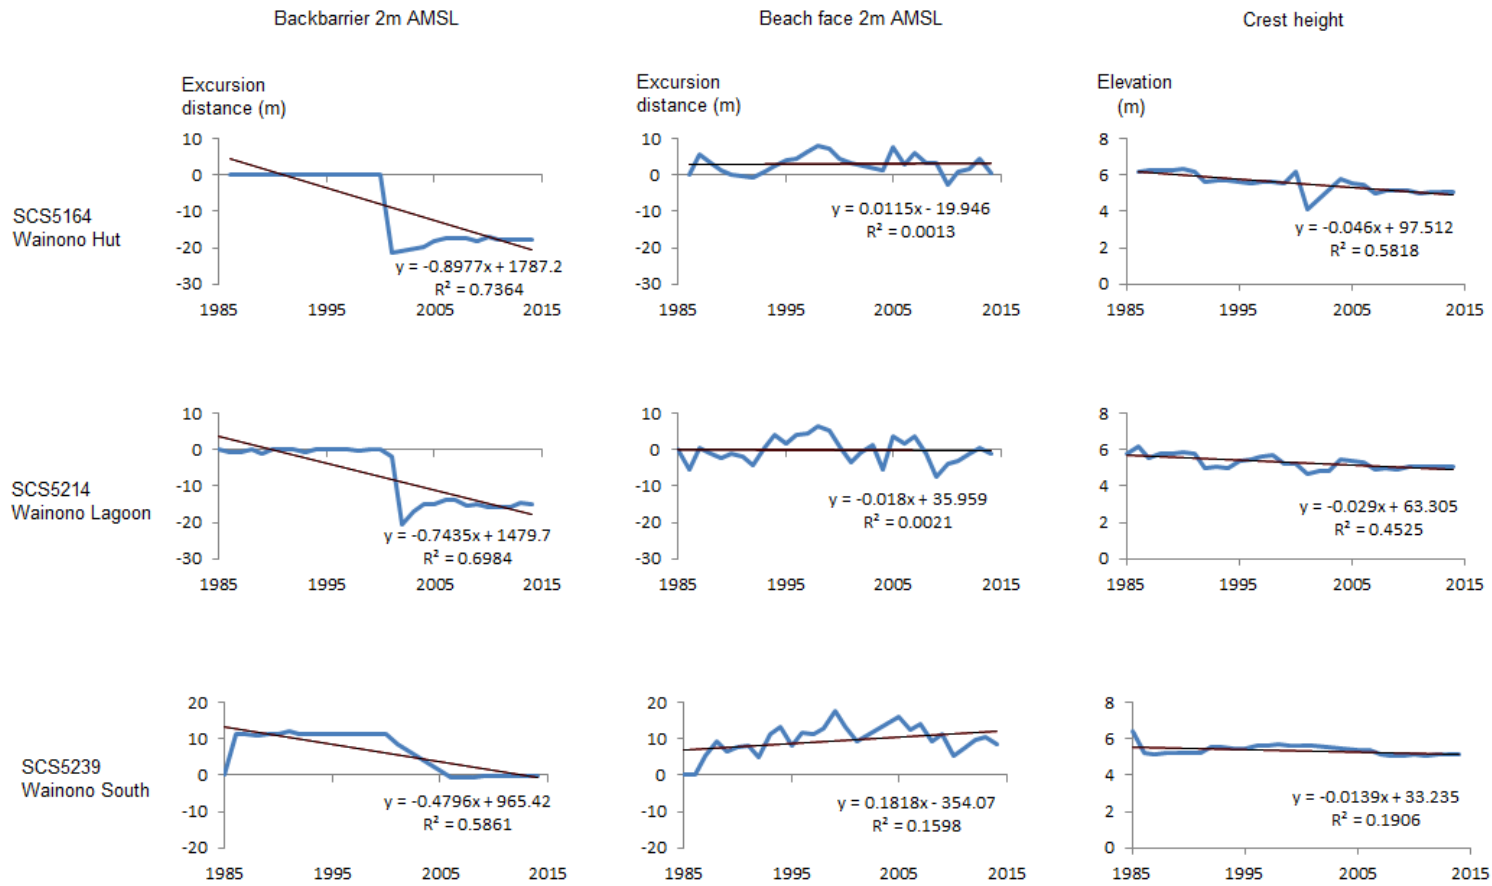 Backbarrier 2m AMSL
Beach face 2m AMSL
Crest height
SCS5164
Wainono Hut
Excursion
distance (m)
10
0
-10
-20
-30
y = -0.8977x + 1787.2
R² = 0.7364
1985
1995
2005
2015
Excursion
distance (m)
10
0
-10
-20
-30
y = 0.0115x - 19.946
R² = 0.0013
1985
1995
2005
2015
Elevation
(m)
8
6
4
2
0
y = -0.046x + 97.512
R² = 0.5818
1985
1995
2005
2015
SCS5214
Wainono Lagoon
10
0
-10
-20
-30
y = -0.7435x + 1479.7
R² = 0.6984
1985
1995
2005
2015
10
0
-10
-20
-30
y = -0.018x + 35.959
R² = 0.0021
1985
1995
2005
2015
8
6
4
2
0
y = -0.029x + 63.305
R² = 0.4525
1985
1995
2005
2015
SCS5239
Wainono South
20
10
0
-10
-20
y = -0.4796x + 965.42
R² = 0.5861
1985
1995
2005
2015
20
10
0
-10
-20
y = 0.1818x - 354.07
R² = 0.1598
1985
1995
2005
2015
8
6
4
2
0
y = -0.0139x + 33.235
R² = 0.1906
1985
1995
2005
2015